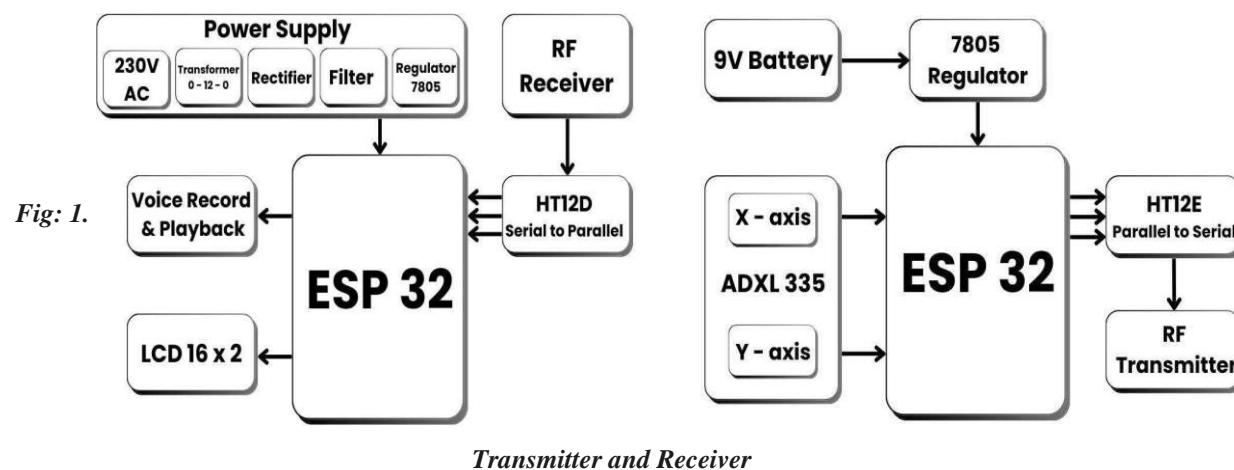 Fig: 1.
Power Supply
230V
AC
Transformer
0 - 12 - 0
Rectifier
Filter
Regulator
7805
RF
Receiver
Voice Record
& Playback
ESP 32
HT12D
Serial to Parallel
LCD 16 x 2
9V Battery
7805
Regulator
X - axis
ADXL 335
Y - axis
ESP 32
HT12E
Parallel to Serial
RF
Transmitter
Transmitter and Receiver